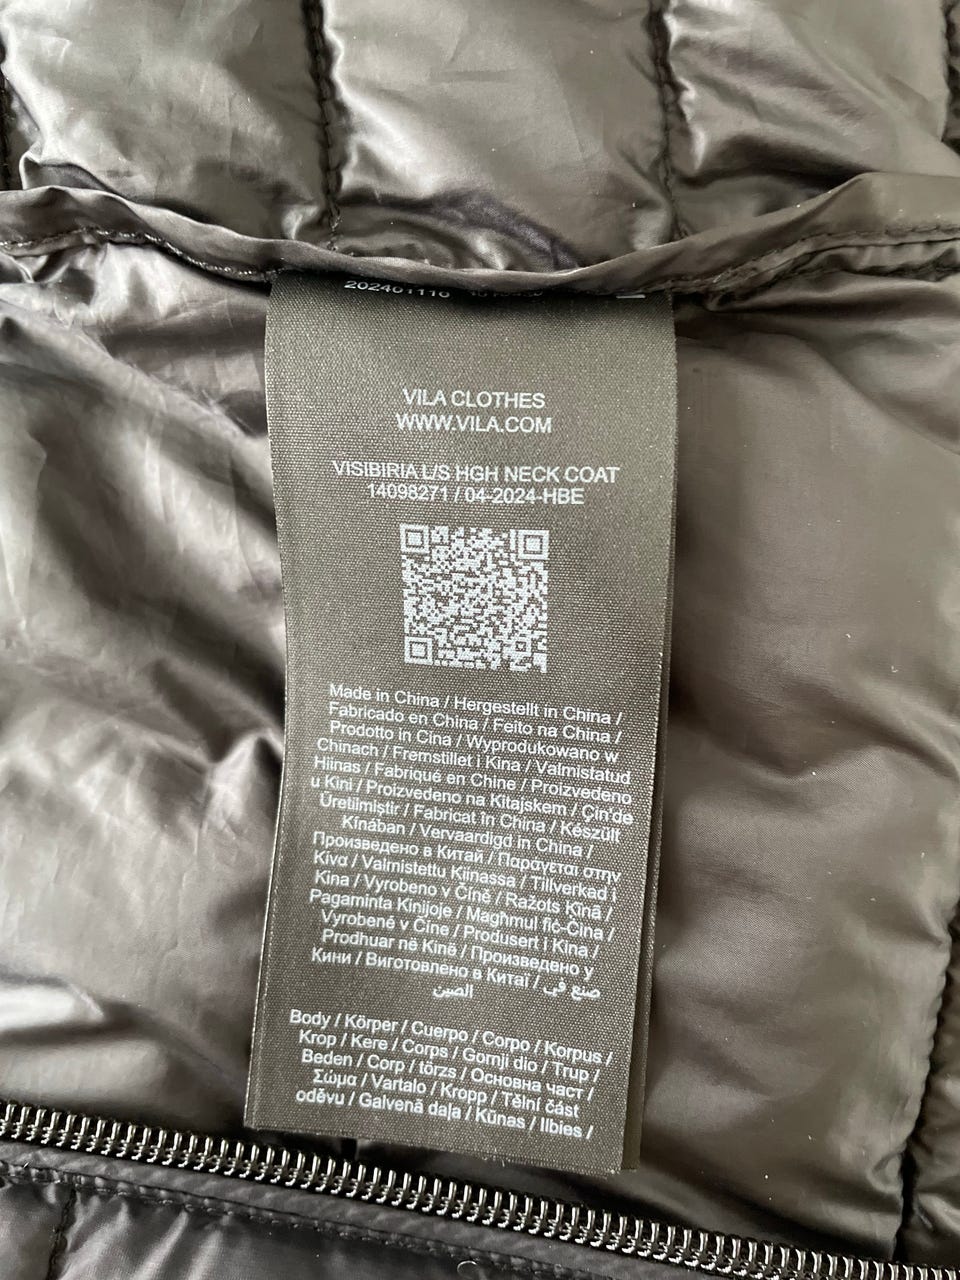 202401116
VILA CLOTHES
WWW.VILA.COM
VISIBIRIA L/S HGH NECK COAT
14098271 / 04-2024-HBE
Made in China / Hergestellt in China /
Fabricado en China / Feito na China /
Prodotto in Cina / Wyprodukowano w
Chinach / Fremstillet i Kina / Valmistatud
Hiinas / Fabriqué en Chine / Proizvedeno
u Kini / Proizvedeno na Kitajskem / Çin'de
Üretilmiştir / Fabricat în China / Készült
Kínában / Vervaardigd in China /
Произведено в Китай / Παραγεται στην
Κίνα / Valmistettu Kiinassa / Tillverkad i
Kina / Vyrobeno v Číně / Ražots Ķīnā /
Pagaminta Kinijoje / Magħmul fiċ-Ċina /
Vyrobené v Číne / Produsert i Kina /
Prodhuar në Kinë / Произведено у
Кини / Виготовлено в Китаї / صنع في
الصين
Body / Körper / Cuerpo / Corpo / Korpus /
Krop / Kere / Corps / Gornji dio / Trup /
Beden / Corp / törzs / Основна част /
Σώμα / Vartalo / Kropp / Tělní část
oděvu / Galvenā daļa / Kūnas / Ilbies /